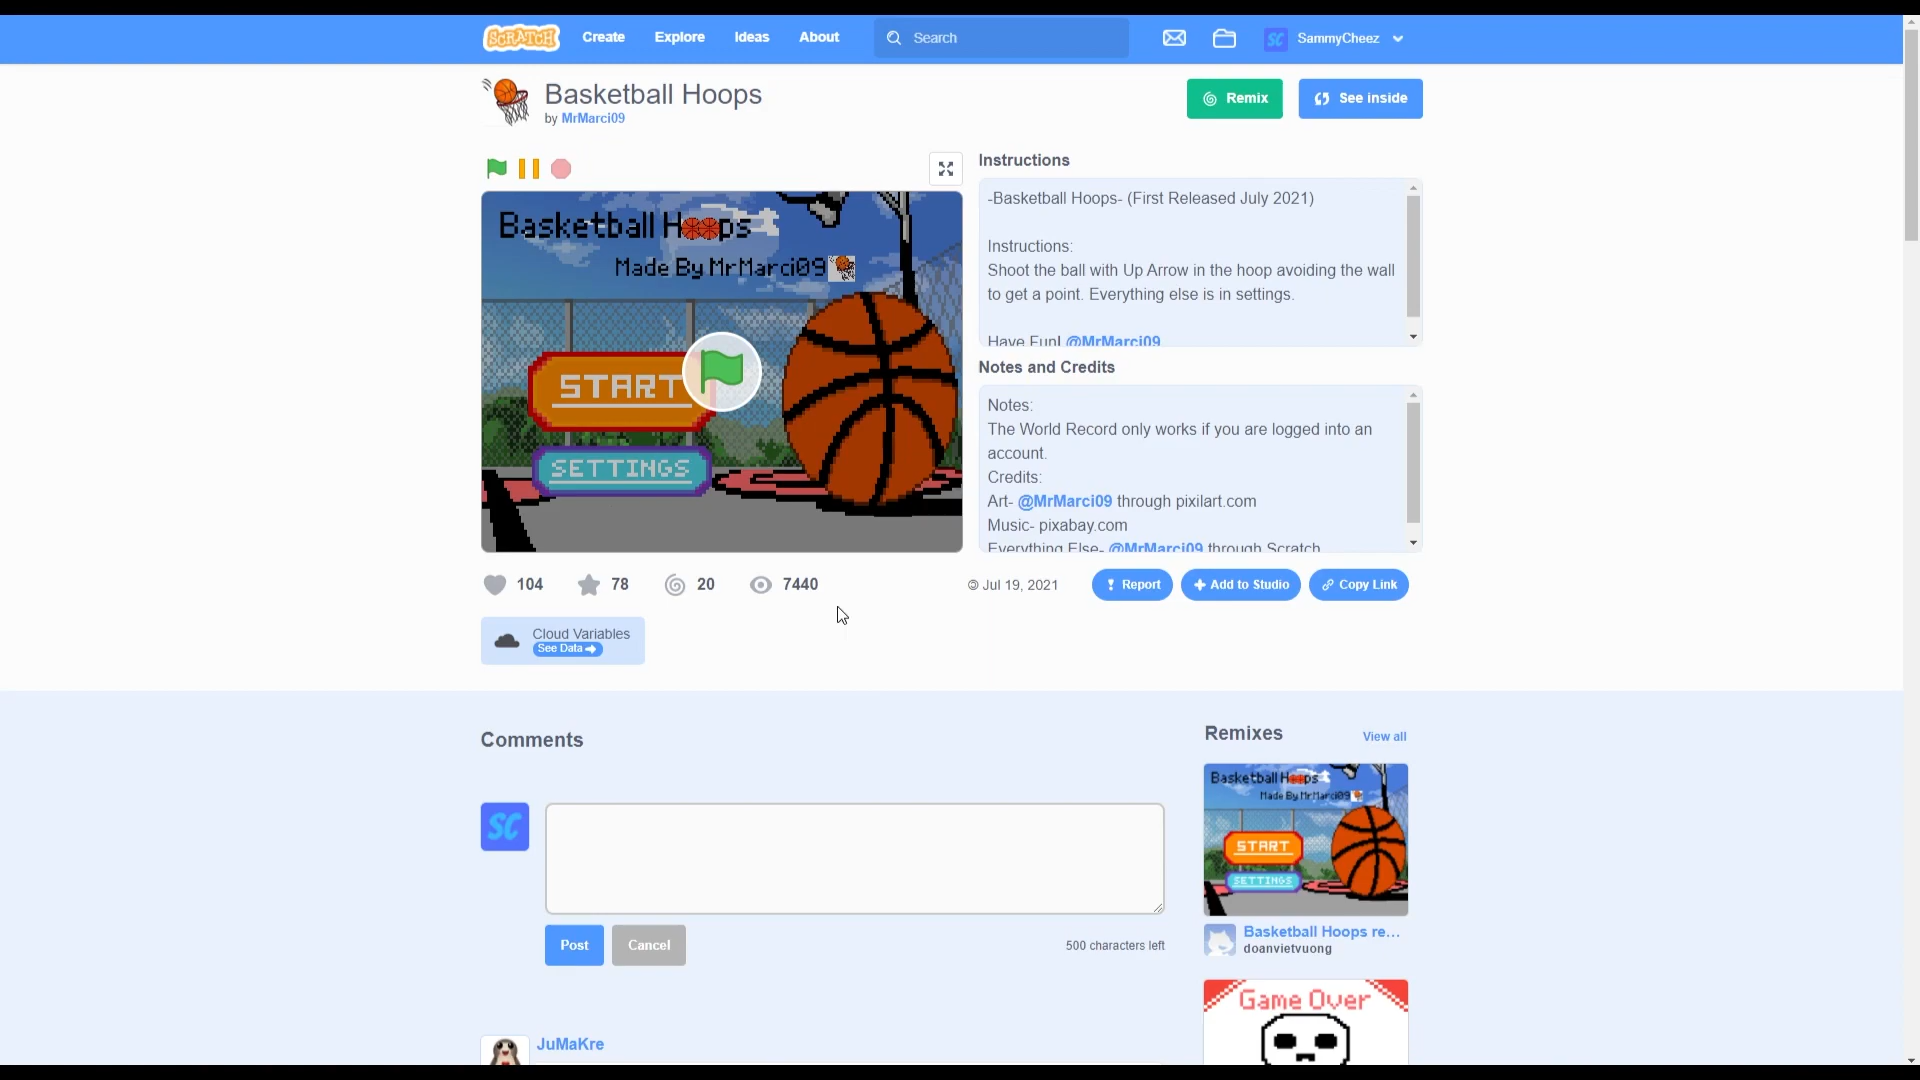 SCRATCH Create Explore Ideas About Search SC SammyCheez
Basketball Hoops
by MrMarci09
Remix See inside
Basketball Hoops
Made By MrMarci09
START
SETTINGS
Instructions
-Basketball Hoops- (First Released July 2021)
Instructions:
Shoot the ball with Up Arrow in the hoop avoiding the wall
to get a point. Everything else is in settings.
Have Fun! @MrMarci09
Notes and Credits
Notes:
The World Record only works if you are logged into an
account.
Credits:
Art- @MrMarci09 through pixilart.com
Music- pixabay.com
Everything Else- @MrMarci09 through Scratch
104 78 20 7440
© Jul 19, 2021 Report Add to Studio Copy Link
Cloud Variables
See Data
Comments
SC
Post Cancel 500 characters left
JuMaKre
Remixes View all
Basketball Hoops
Made By MrMarci09
START
SETTINGS
Basketball Hoops re...
doanvietvuong
Game Over